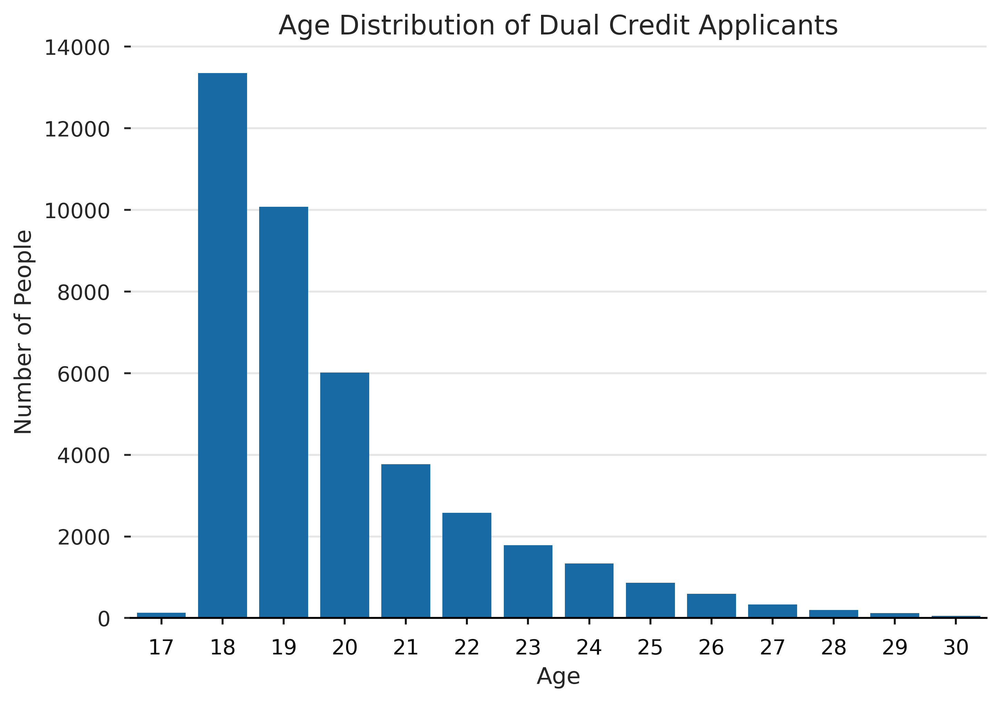 Age Distribution of Dual Credit Applicants
14000
12000
10000
8000
6000
4000
2000
0
Number of People
17 18 19 20 21 22 23 24 25 26 27 28 29 30
Age